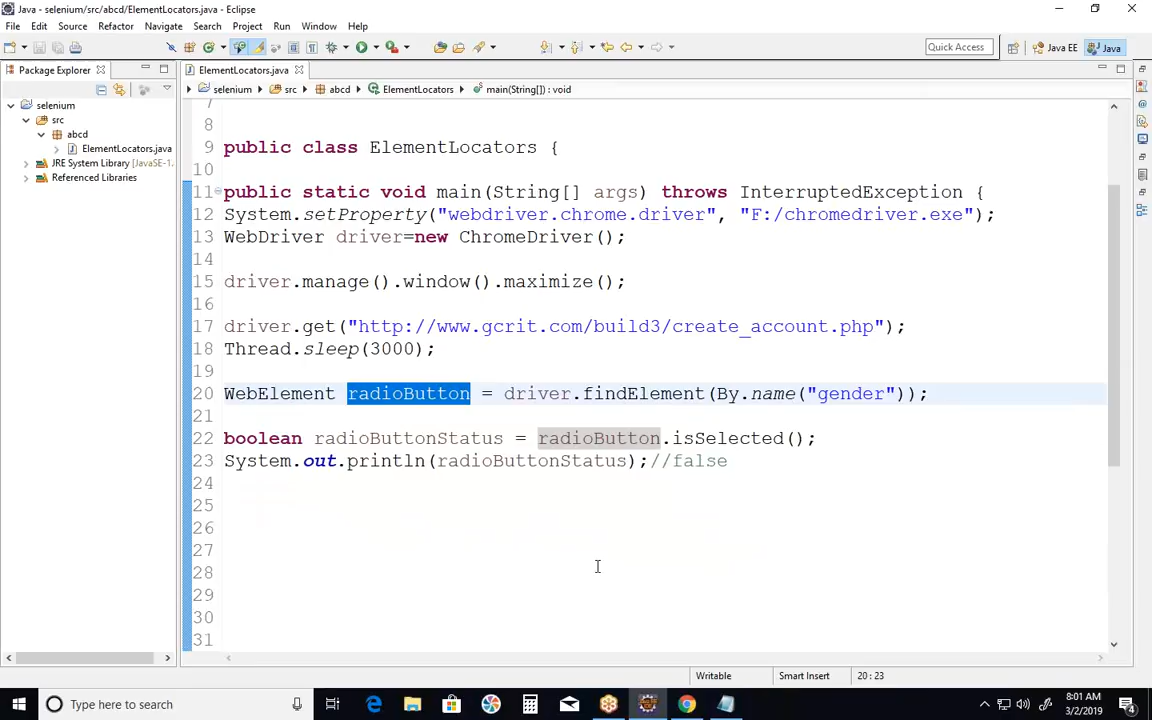 Java - selenium/src/abcd/ElementLocators.java - Eclipse
File Edit Source Refactor Navigate Search Project Run Window Help
Quick Access Java EE Java
Package Explorer
ElementLocators.java
selenium src abcd ElementLocators main(String[]) : void
selenium
src
abcd
ElementLocators.java
JRE System Library [JavaSE-1.
Referenced Libraries
7
8
9 public class ElementLocators {
10
11 public static void main(String[] args) throws InterruptedException {
12 System.setProperty("webdriver.chrome.driver", "F:/chromedriver.exe");
13 WebDriver driver=new ChromeDriver();
14
15 driver.manage().window().maximize();
16
17 driver.get("http://www.gcrit.com/build3/create_account.php");
18 Thread.sleep(3000);
19
20 WebElement radioButton = driver.findElement(By.name("gender"));
21
22 boolean radioButtonStatus = radioButton.isSelected();
23 System.out.println(radioButtonStatus);//false
24
25
26
27
28
29
30
31
Writable Smart Insert 20 : 23
Type here to search
8:01 AM
3/2/2019
4